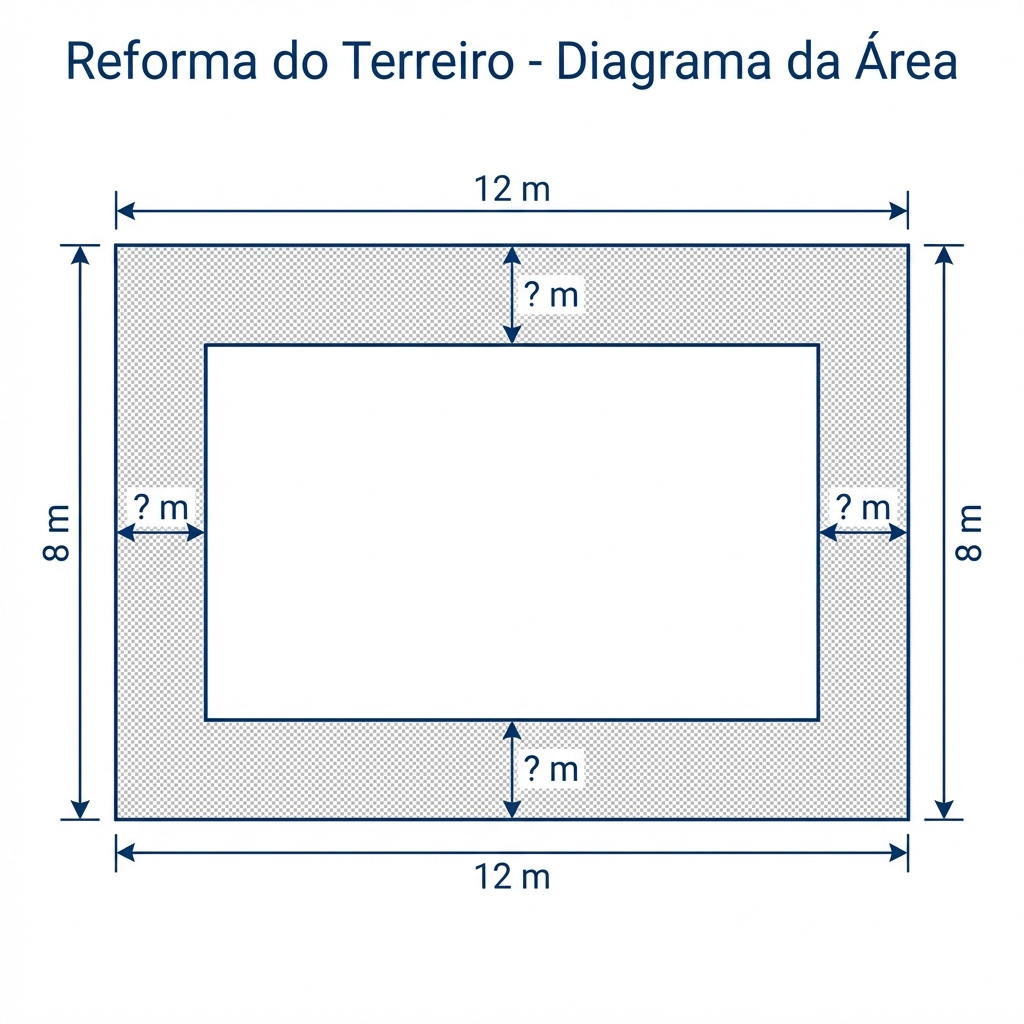 Reforma do Terreiro - Diagrama da Área
12 m
? m
? m
? m
8 m
8 m
? m
12 m